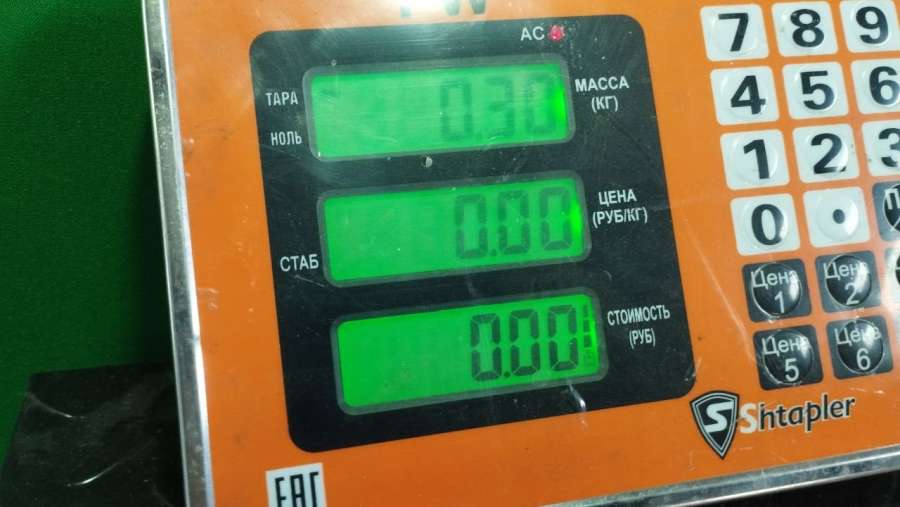 AC
ТАРА
НОЛЬ
0.30
МАССА
(КГ)
СТАБ
0.00
ЦЕНА
(РУБ/КГ)
0.00
СТОИМОСТЬ
(РУБ)
7 8 9
4 5 6
1 2 3
0 •
Цена 1
Цена 2
Цена 5
Цена 6
S Shtapler
EAC